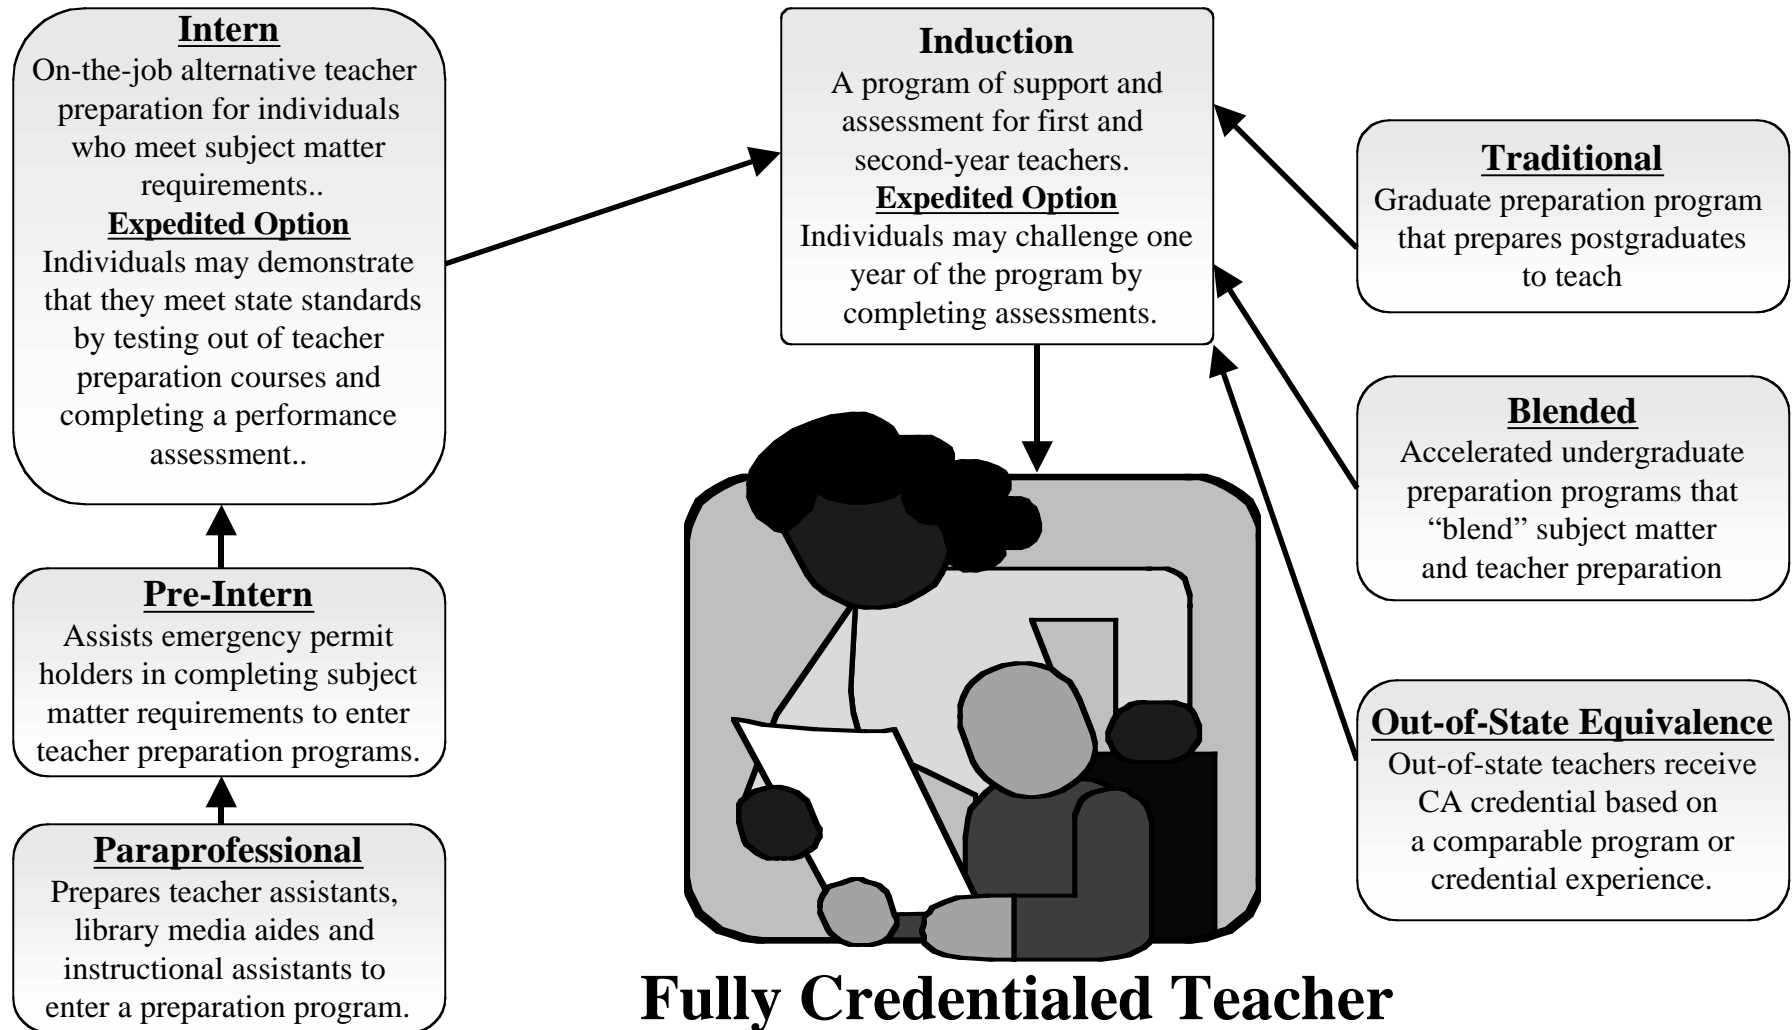 Intern
On-the-job alternative teacher
preparation for individuals
who meet subject matter
requirements..
Expedited Option
Individuals may demonstrate
that they meet state standards
by testing out of teacher
preparation courses and
completing a performance
assessment..
Pre-Intern
Assists emergency permit
holders in completing subject
matter requirements to enter
teacher preparation programs.
Paraprofessional
Prepares teacher assistants,
library media aides and
instructional assistants to
enter a preparation program.
Induction
A program of support and
assessment for first and
second-year teachers.
Expedited Option
Individuals may challenge one
year of the program by
completing assessments.
Fully Credentialed Teacher
Traditional
Graduate preparation program
that prepares postgraduates
to teach
Blended
Accelerated undergraduate
preparation programs that
“blend” subject matter
and teacher preparation
Out-of-State Equivalence
Out-of-state teachers receive
CA credential based on
a comparable program or
credential experience.